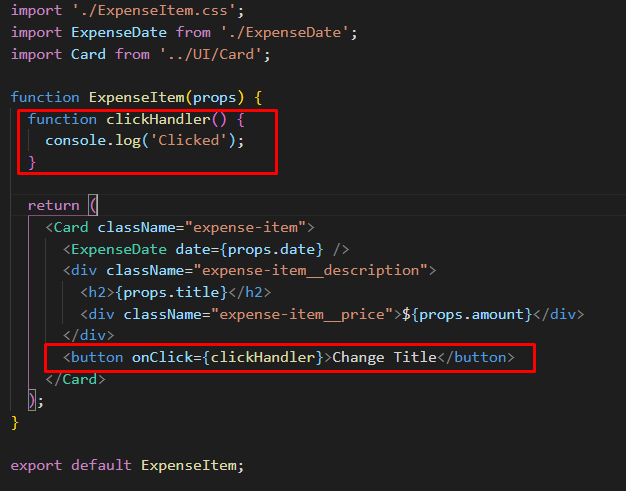 import './ExpenseItem.css';
import ExpenseDate from './ExpenseDate';
import Card from '../UI/Card';
function ExpenseItem(props) {
function clickHandler() {
console.log('Clicked');
}
return (
<Card className="expense-item">
<ExpenseDate date={props.date} />
<div className="expense-item__description">
<h2>{props.title}</h2>
<div className="expense-item__price">${props.amount}</div>
</div>
<button onClick={clickHandler}>Change Title</button>
</Card>
);
}
export default ExpenseItem;